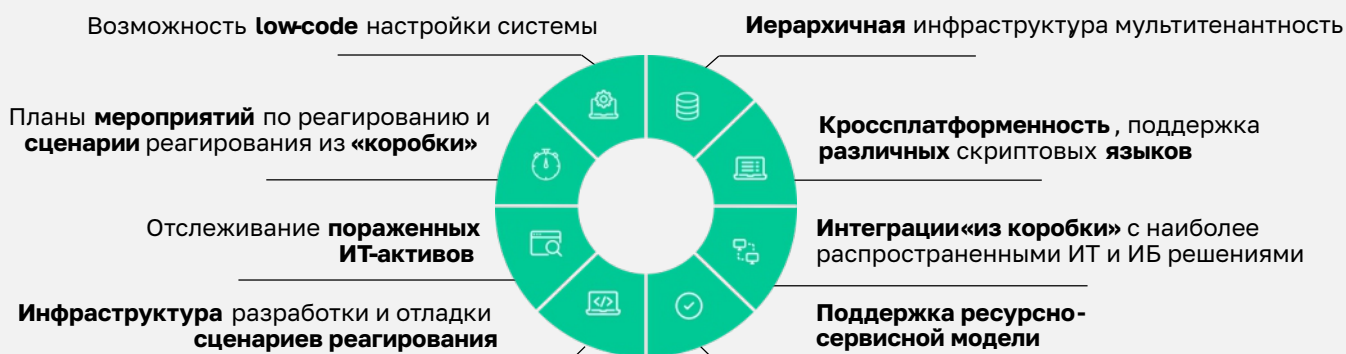 Возможность low-code настройки системы
Иерархичная инфраструктура мультитенантность
Планы мероприятий по реагированию и
сценарии реагирования из «коробки»
Кроссплатформенность , поддержка
различных скриптовых языков
Отслеживание пораженных
ИТ-активов
Интеграции «из коробки» с наиболее
распространенными ИТ и ИБ решениями
Инфраструктура разработки и отладки
сценариев реагирования
Поддержка ресурсно-
сервисной модели